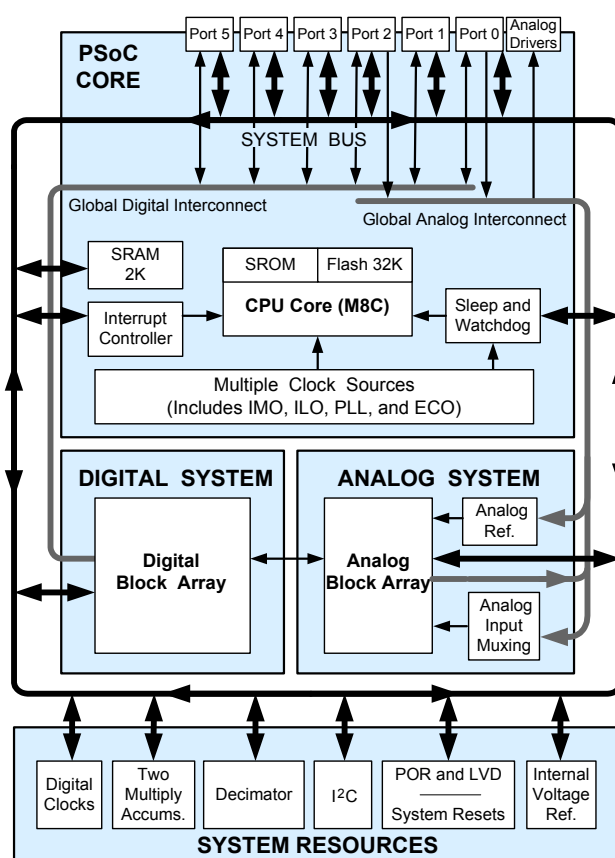 Port 5
Port 4
Port 3
Port 2
Port 1
Port 0
Analog
Drivers
PSoC
CORE
SYSTEM BUS
Global Digital Interconnect
Global Analog Interconnect
SRAM
2K
SROM
Flash 32K
CPU Core (M8C)
Interrupt
Controller
Sleep and
Watchdog
Multiple Clock Sources
(Includes IMO, ILO, PLL, and ECO)
DIGITAL SYSTEM
ANALOG SYSTEM
Digital
Block Array
Analog
Block Array
Analog
Ref.
Analog
Input
Muxing
Digital
Clocks
Two
Multiply
Accums.
Decimator
I²C
POR and LVD
System Resets
Internal
Voltage
Ref.
SYSTEM RESOURCES